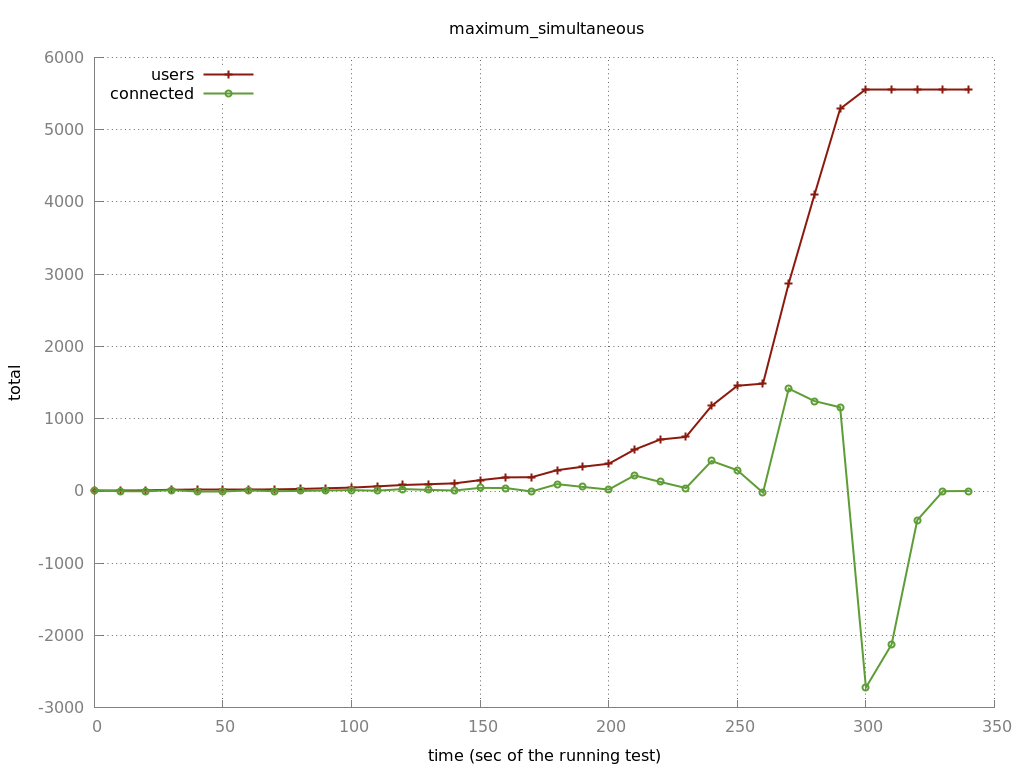 maximum_simultaneous
6000
5000
4000
3000
2000
1000
0
-1000
-2000
-3000
users
connected
total
0 50 100 150 200 250 300 350
time (sec of the running test)